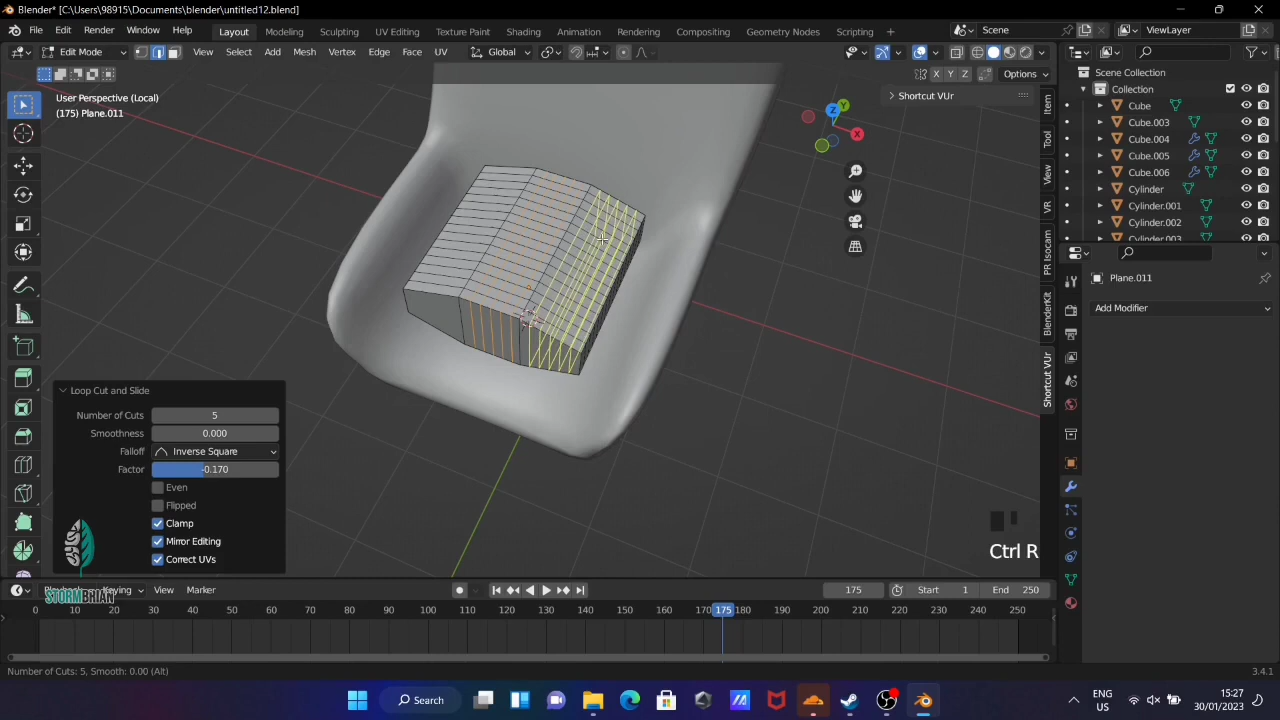 Blender* [C:\Users\98915\Documents\blender\untitled12.blend]
File Edit Render Window Help Layout Modeling Sculpting UV Editing Texture Paint Shading Animation Rendering Compositing Geometry Nodes Scripting Scene ViewLayer
Edit Mode View Select Add Mesh Vertex Edge Face UV Global
X Y Z Options
User Perspective (Local)
(175) Plane.011
Shortcut VUr
Z Y X
Item
Tool
View
VR
PR Isocam
BlenderKit
Shortcut VUr
Scene Collection
Collection
Cube
Cube.003
Cube.004
Cube.005
Cube.006
Cylinder
Cylinder.001
Cylinder.002
Cylinder.003
Plane.011
Add Modifier
Loop Cut and Slide
Number of Cuts 5
Smoothness 0.000
Falloff Inverse Square
Factor -0.170
Even
Flipped
Clamp
Mirror Editing
Correct UVs
Ctrl R
STORMBRIAN
Keying View Marker 175 Start 1 End 250
0 10 20 30 40 50 60 70 80 90 100 110 120 130 140 150 160 170 175 180 190 200 210 220 230 240 250
Number of Cuts: 5, Smooth: 0.00 (Alt) 3.4.1
Search
ENG
US
15:27
30/01/2023